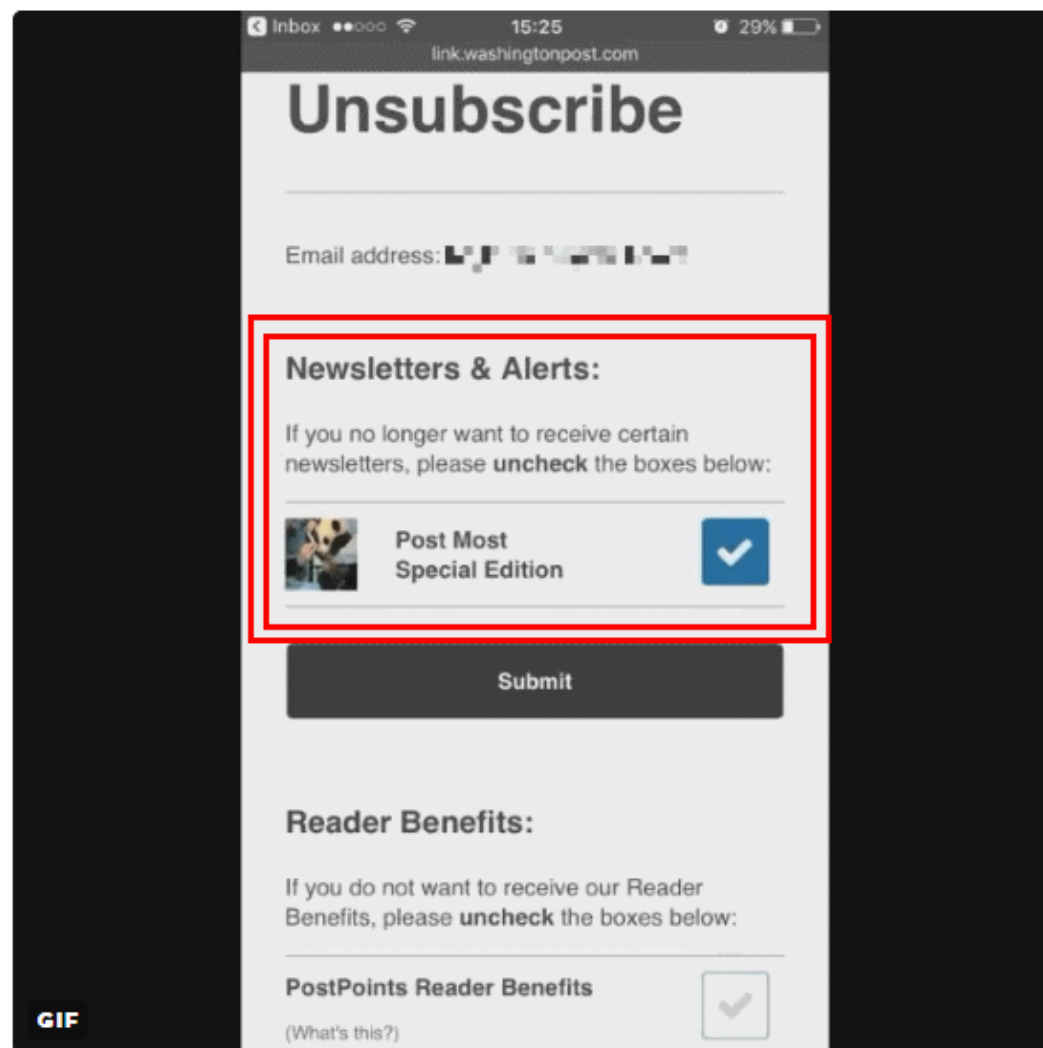 Inbox 15:25 29%
link.washingtonpost.com
Unsubscribe
Email address:
Newsletters & Alerts:
If you no longer want to receive certain
newsletters, please uncheck the boxes below:
Post Most
Special Edition
Submit
Reader Benefits:
If you do not want to receive our Reader
Benefits, please uncheck the boxes below:
PostPoints Reader Benefits
(What's this?)
GIF